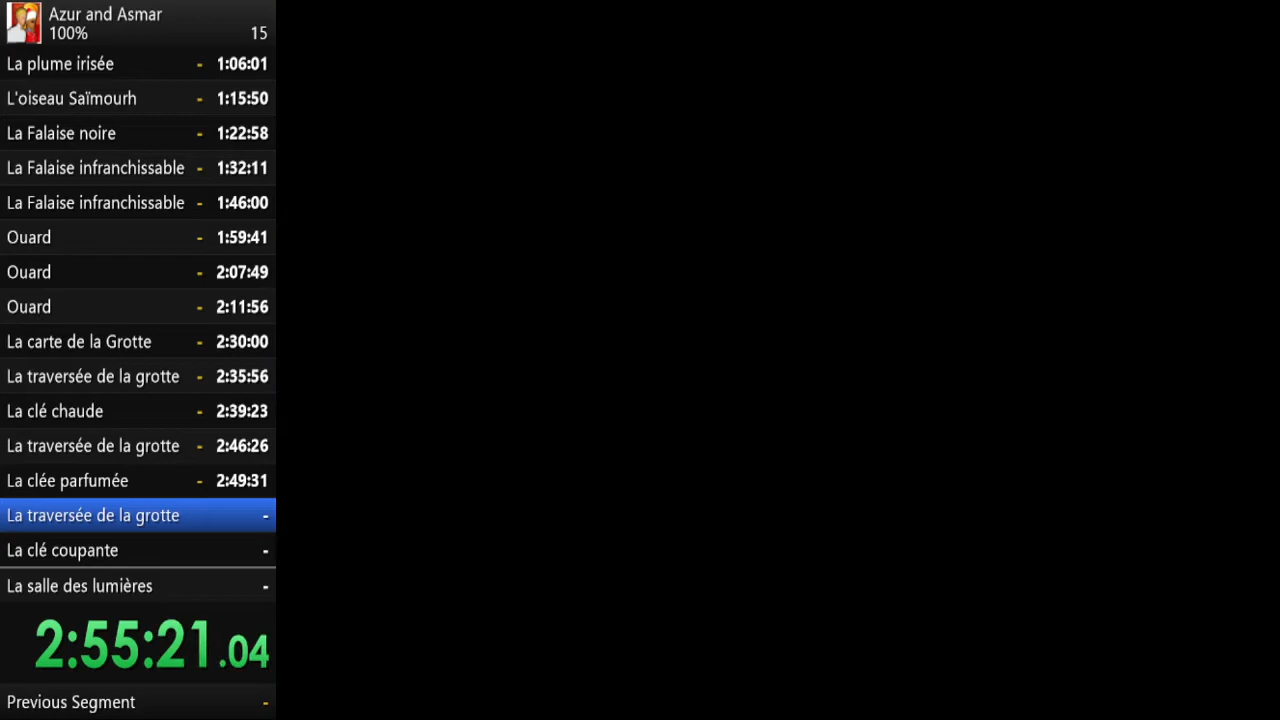 Azur and Asmar
100% 15
La plume irisée - 1:06:01
L'oiseau Saïmourh - 1:15:50
La Falaise noire - 1:22:58
La Falaise infranchissable - 1:32:11
La Falaise infranchissable - 1:46:00
Ouard - 1:59:41
Ouard - 2:07:49
Ouard - 2:11:56
La carte de la Grotte - 2:30:00
La traversée de la grotte - 2:35:56
La clé chaude - 2:39:23
La traversée de la grotte - 2:46:26
La clée parfumée - 2:49:31
La traversée de la grotte -
La clé coupante -
La salle des lumières -
2:55:21.04
Previous Segment -